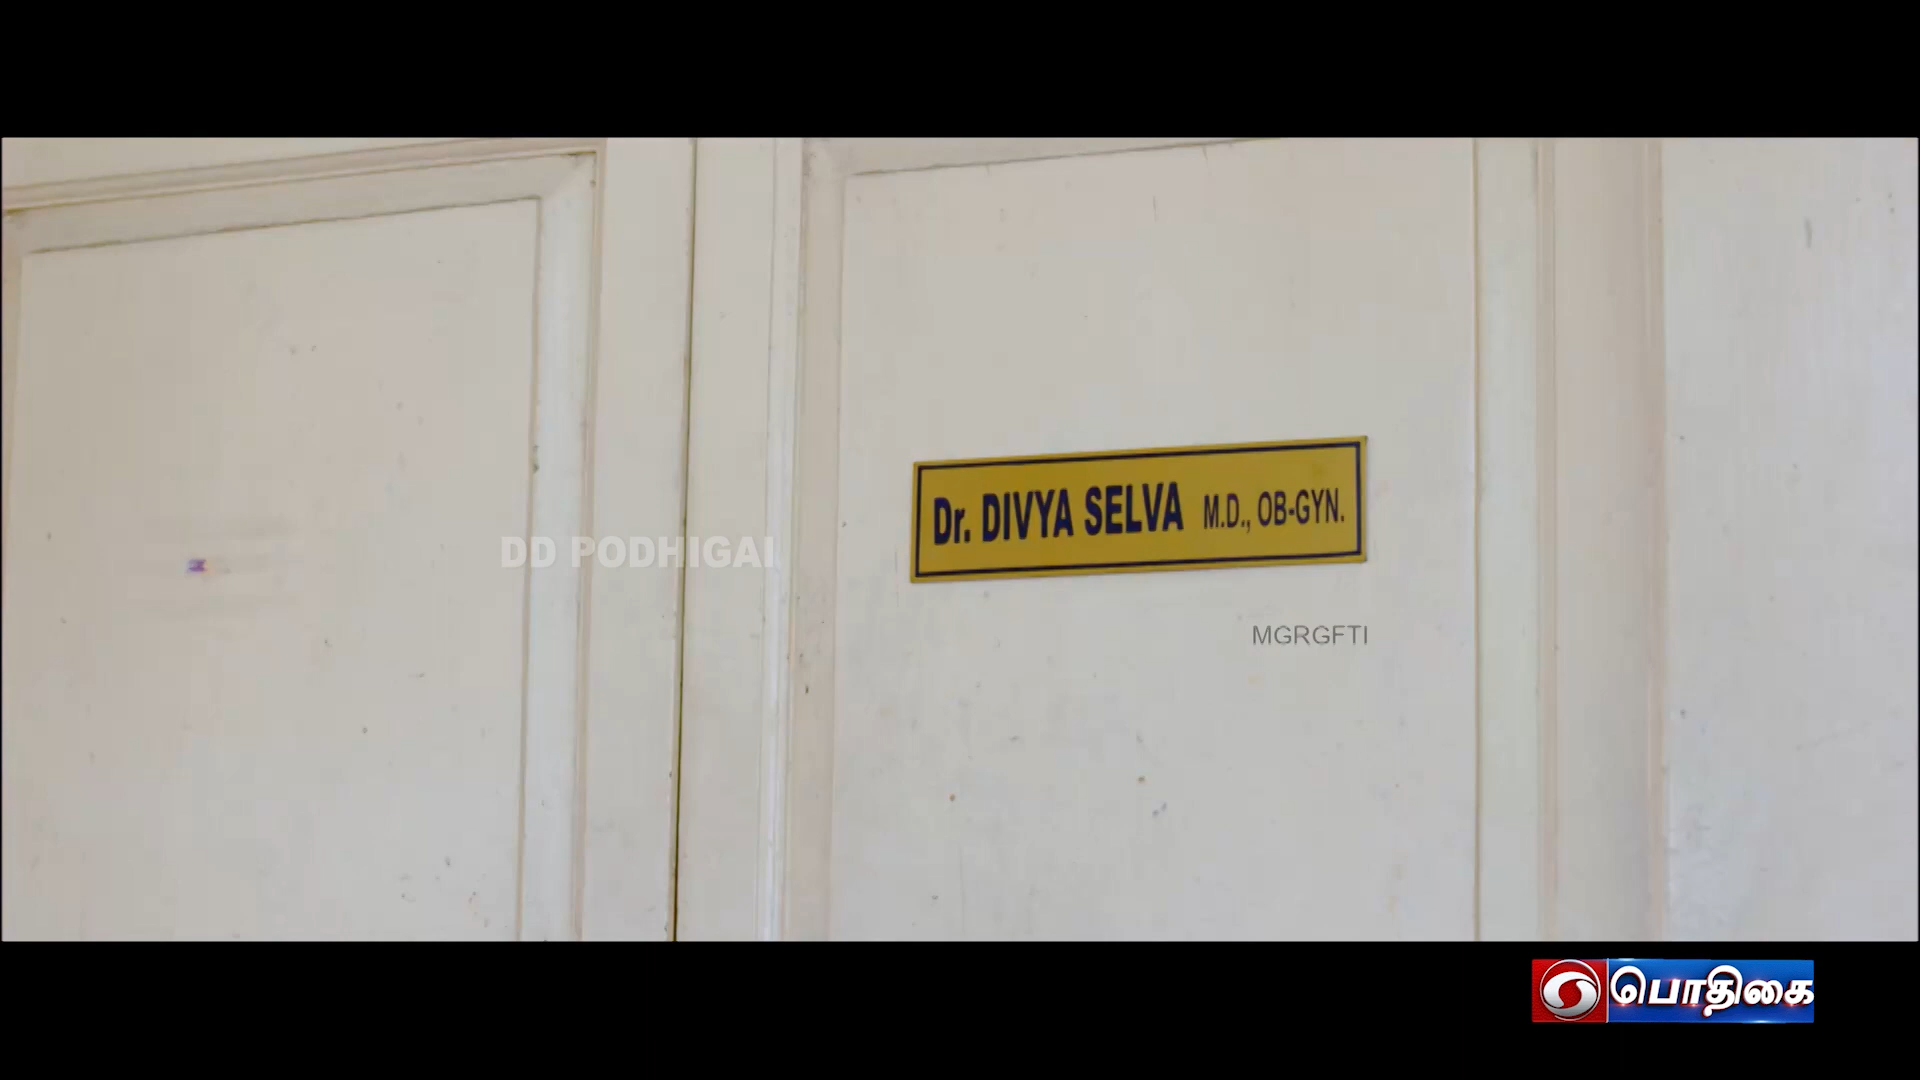 Dr. DIVYA SELVA M.D., OB-GYN.
DD PODHIGAI
MGRGFTI
பொதிகை